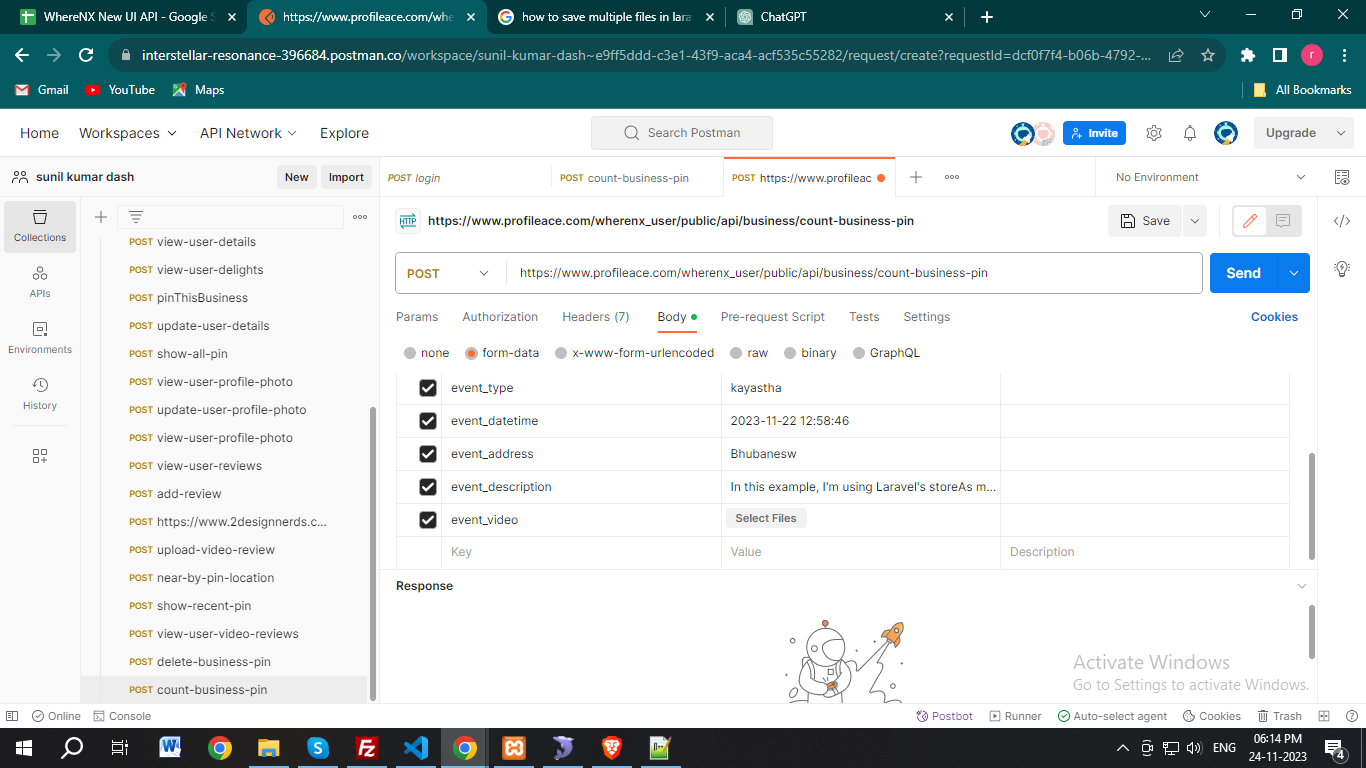 WhereNX New UI API - Google S
https://www.profileace.com/whe
how to save multiple files in lara
ChatGPT
interstellar-resonance-396684.postman.co/workspace/sunil-kumar-dash~e9ff5ddd-c3e1-43f9-aca4-acf535c55282/request/create?requestId=dcf0f7f4-b06b-4792-...
Gmail
YouTube
Maps
All Bookmarks
Home
Workspaces
API Network
Explore
Search Postman
Invite
Upgrade
sunil kumar dash
New
Import
POST login
POST count-business-pin
POST https://www.profileac
No Environment
Collections
APIs
Environments
History
POST view-user-details
POST view-user-delights
POST pinThisBusiness
POST update-user-details
POST show-all-pin
POST view-user-profile-photo
POST update-user-profile-photo
POST view-user-profile-photo
POST view-user-reviews
POST add-review
POST https://www.2designnerds.c...
POST upload-video-review
POST near-by-pin-location
POST show-recent-pin
POST view-user-video-reviews
POST delete-business-pin
POST count-business-pin
HTTP
https://www.profileace.com/wherenx_user/public/api/business/count-business-pin
Save
POST
https://www.profileace.com/wherenx_user/public/api/business/count-business-pin
Send
Params
Authorization
Headers (7)
Body
Pre-request Script
Tests
Settings
Cookies
none
form-data
x-www-form-urlencoded
raw
binary
GraphQL
event_type kayastha
event_datetime 2023-11-22 12:58:46
event_address Bhubanesw
event_description In this example, I'm using Laravel's storeAs m...
event_video Select Files
Key Value Description
Response
Activate Windows
Go to Settings to activate Windows.
Online
Console
Postbot
Runner
Auto-select agent
Cookies
Trash
ENG
06:14 PM
24-11-2023
4